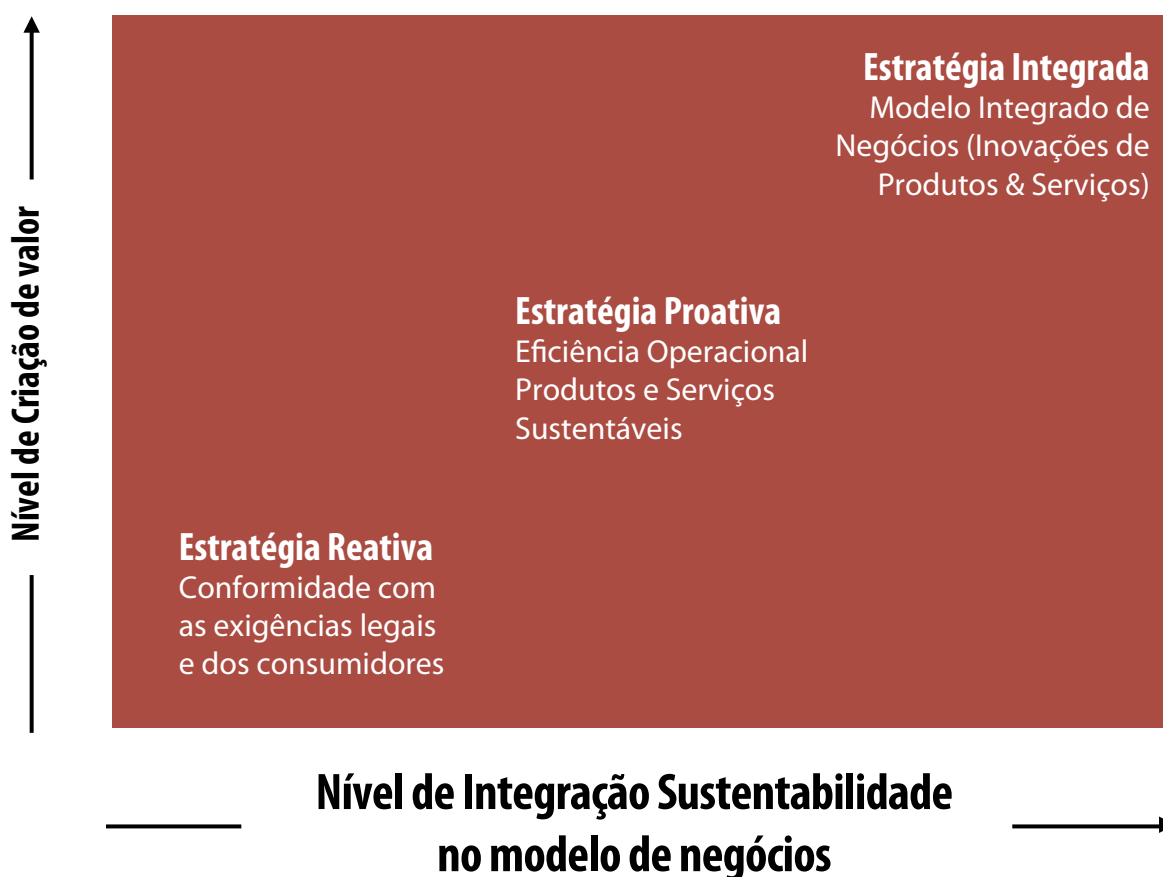 Estratégia Integrada
Modelo Integrado de
Negócios (Inovações de
Produtos & Serviços)
Estratégia Proativa
Eficiência Operacional
Produtos e Serviços
Sustentáveis
Estratégia Reativa
Conformidade com
as exigências legais
e dos consumidores
Nível de Criação de valor
Nível de Integração Sustentabilidade
no modelo de negócios